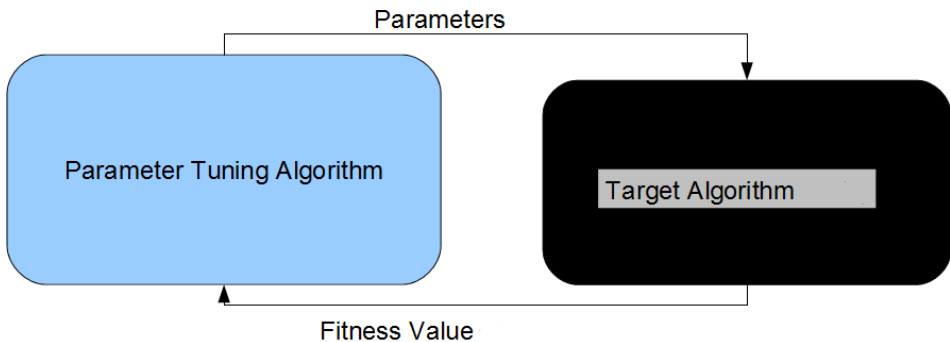 Parameters
Parameter Tuning Algorithm
Target Algorithm
Fitness Value